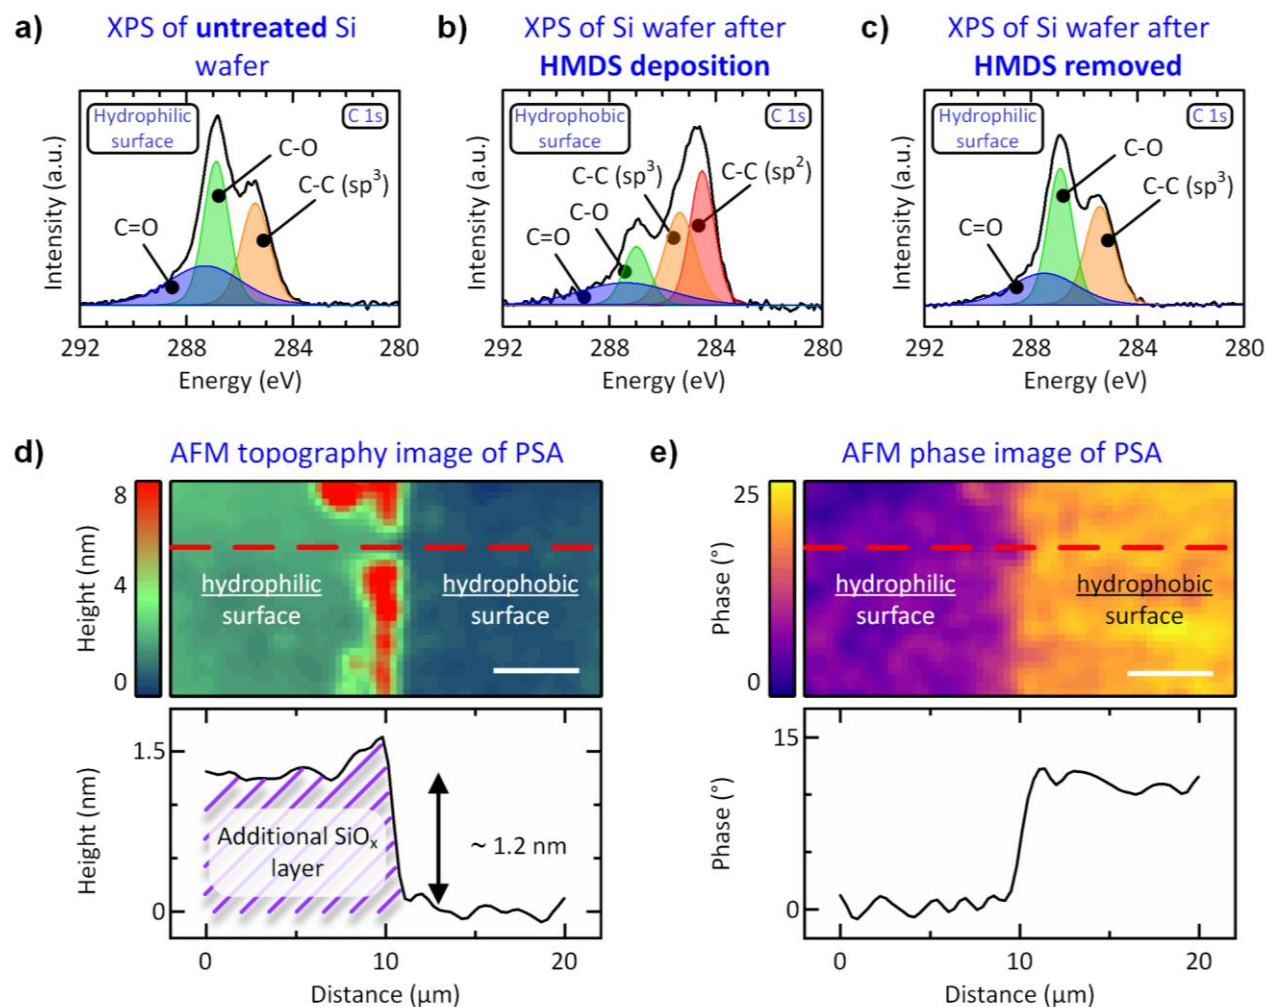 a)
XPS of untreated Si
wafer
Hydrophilic
surface
C 1s
C-O
C-C (sp³)
C=O
Intensity (a.u.)
292 288 284 280
Energy (eV)
b)
XPS of Si wafer after
HMDS deposition
Hydrophobic
surface
C 1s
C-C (sp³)
C-C (sp²)
C-O
C=O
Intensity (a.u.)
292 288 284 280
Energy (eV)
c)
XPS of Si wafer after
HMDS removed
Hydrophilic
surface
C 1s
C-O
C-C (sp³)
C=O
Intensity (a.u.)
292 288 284 280
Energy (eV)
d)
AFM topography image of PSA
8
4
0
Height (nm)
hydrophilic
surface
hydrophobic
surface
1.5
0
Height (nm)
Additional SiOₓ
layer
~ 1.2 nm
0 10 20
Distance (µm)
e)
AFM phase image of PSA
25
0
Phase (°)
hydrophilic
surface
hydrophobic
surface
15
0
Phase (°)
0 10 20
Distance (µm)